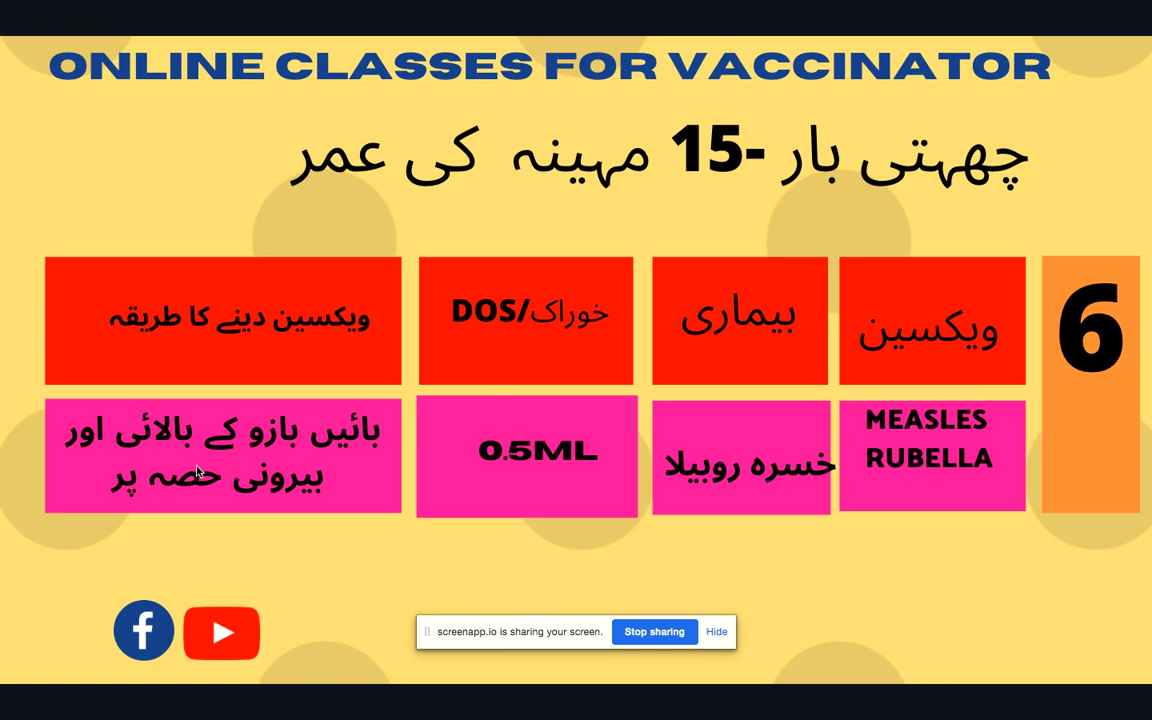 ONLINE CLASSES FOR VACCINATOR
چھہتی بار -15 مہینہ کی عمر
6
ویکسین
بیماری
خوراک/DOS
ویکسین دینے کا طریقہ
MEASLES
RUBELLA
خسرہ روبیلا
0.5ML
بائیں بازو کے بالائی اور
بیرونی حصہ پر
screenapp.io is sharing your screen.
Stop sharing
Hide